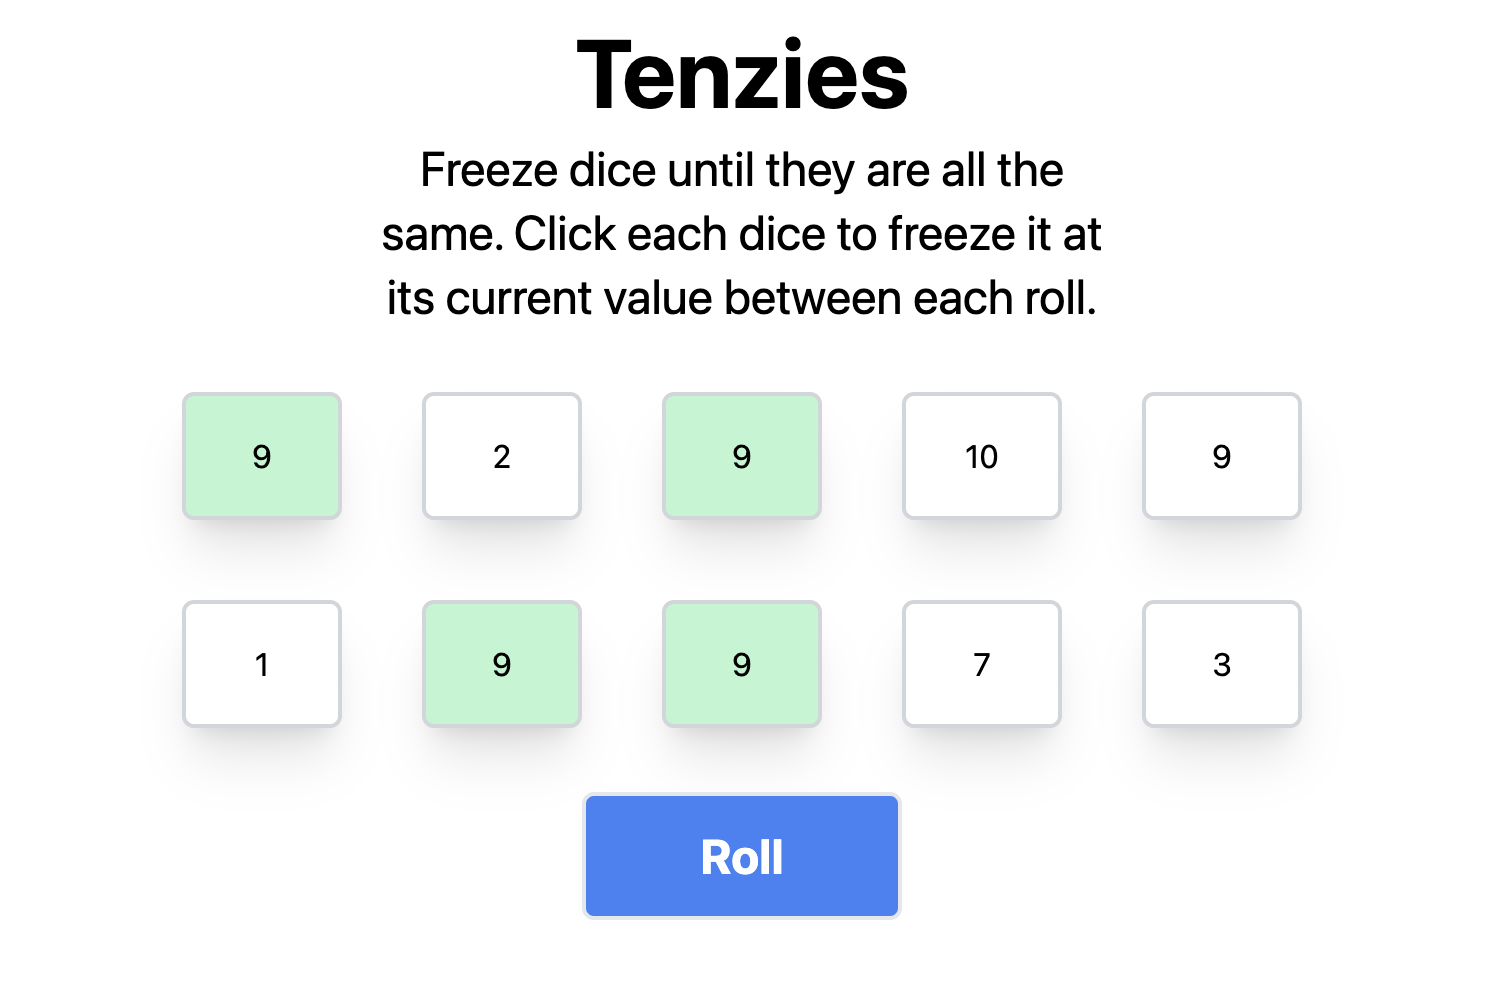 Tenzies
Freeze dice until they are all the
same. Click each dice to freeze it at
its current value between each roll.
9 2 9 10 9
1 9 9 7 3
Roll